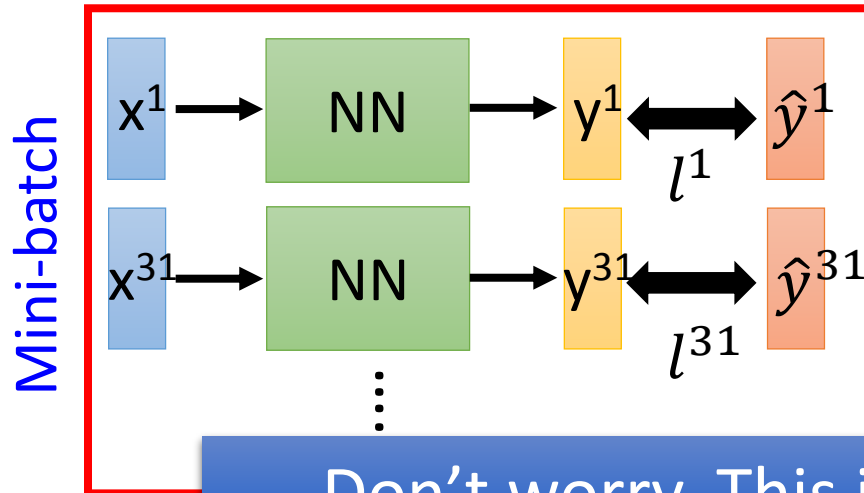 Mini-batch
x¹ NN y¹ ŷ¹
l¹
x³¹ NN y³¹ ŷ³¹
l³¹
Don't worry. This i